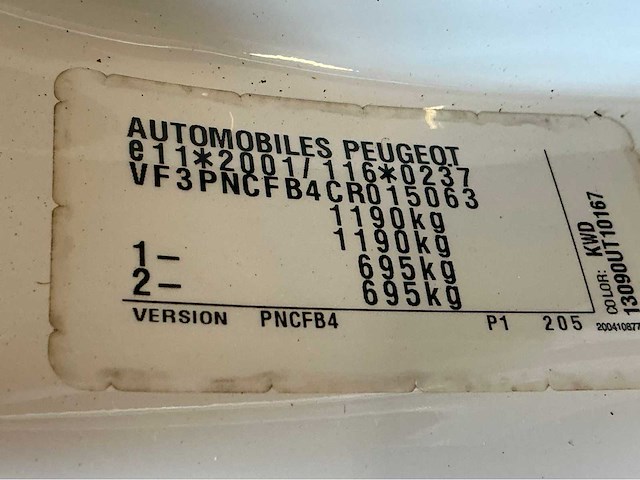 AUTOMOBILES PEUGEOT
e11*2001/116*0237
VF3PNCFB4CR015063
1190kg
1190kg
1- 695kg
2- 695kg
VERSION PNCFB4 P1 205
COLOR: KWD
13090UT10167
200410877